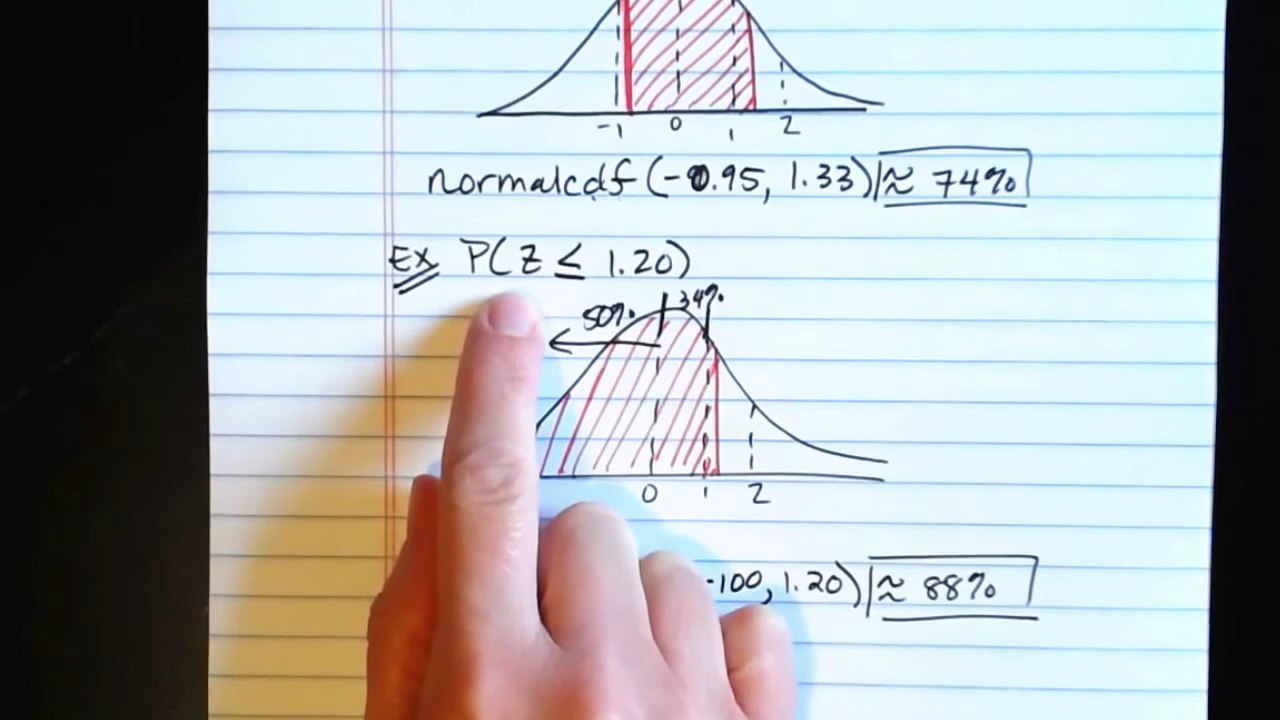 -1 0 1 2
normalcdf (-0.95, 1.33) ≈ 74%
Ex P(Z ≤ 1.20)
50% 34%
0 1 2
-100, 1.20) ≈ 88%